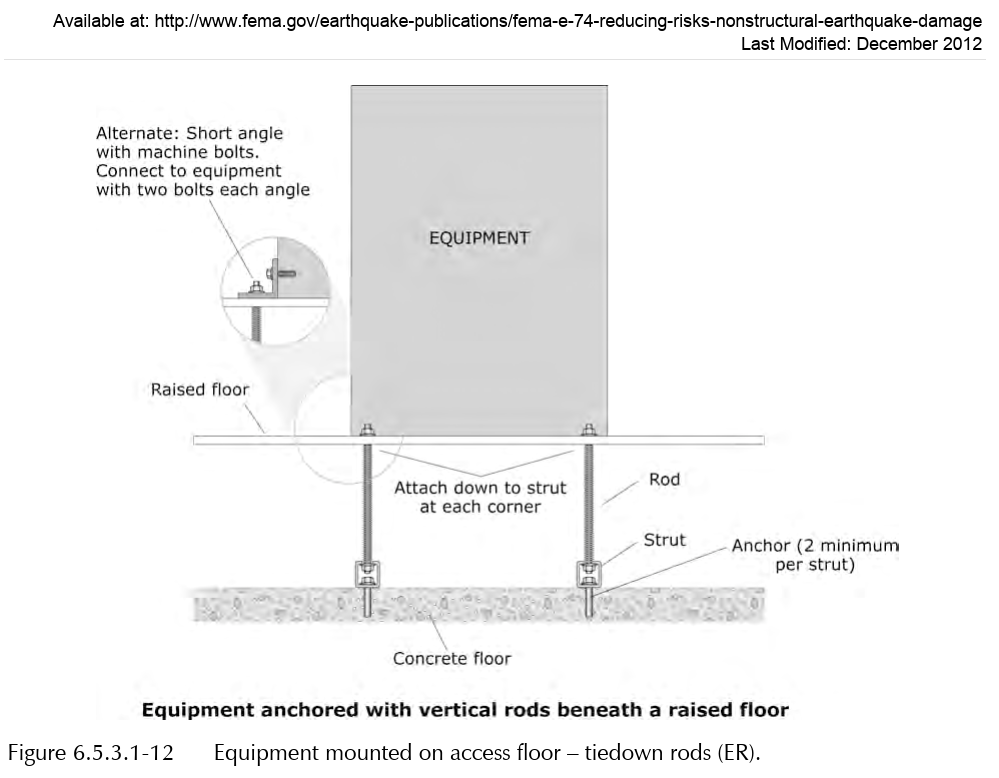 Available at: http://www.fema.gov/earthquake-publications/fema-e-74-reducing-risks-nonstructural-earthquake-damage
Last Modified: December 2012
Alternate: Short angle
with machine bolts.
Connect to equipment
with two bolts each angle
EQUIPMENT
Raised floor
Attach down to strut
at each corner
Rod
Strut
Anchor (2 minimum
per strut)
Concrete floor
Equipment anchored with vertical rods beneath a raised floor
Figure 6.5.3.1-12 Equipment mounted on access floor – tiedown rods (ER).